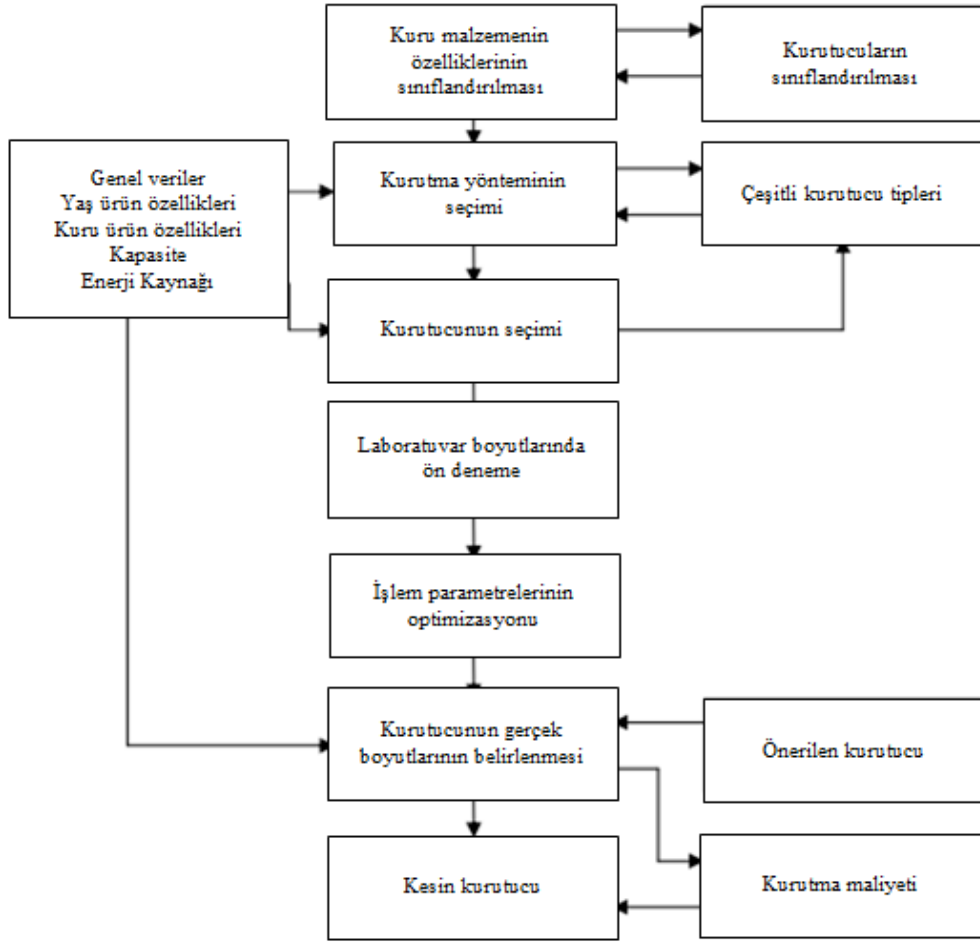 Kuru malzemenin
özelliklerinin
sınıflandırılması
Kurutucuların
sınıflandırılması
Genel veriler
Yaş ürün özellikleri
Kuru ürün özellikleri
Kapasite
Enerji Kaynağı
Kurutma yönteminin
seçimi
Çeşitli kurutucu tipleri
Kurutucunun seçimi
Laboratuvar boyutlarında
ön deneme
İşlem parametrelerinin
optimizasyonu
Kurutucunun gerçek
boyutlarının belirlenmesi
Önerilen kurutucu
Kesin kurutucu
Kurutma maliyeti